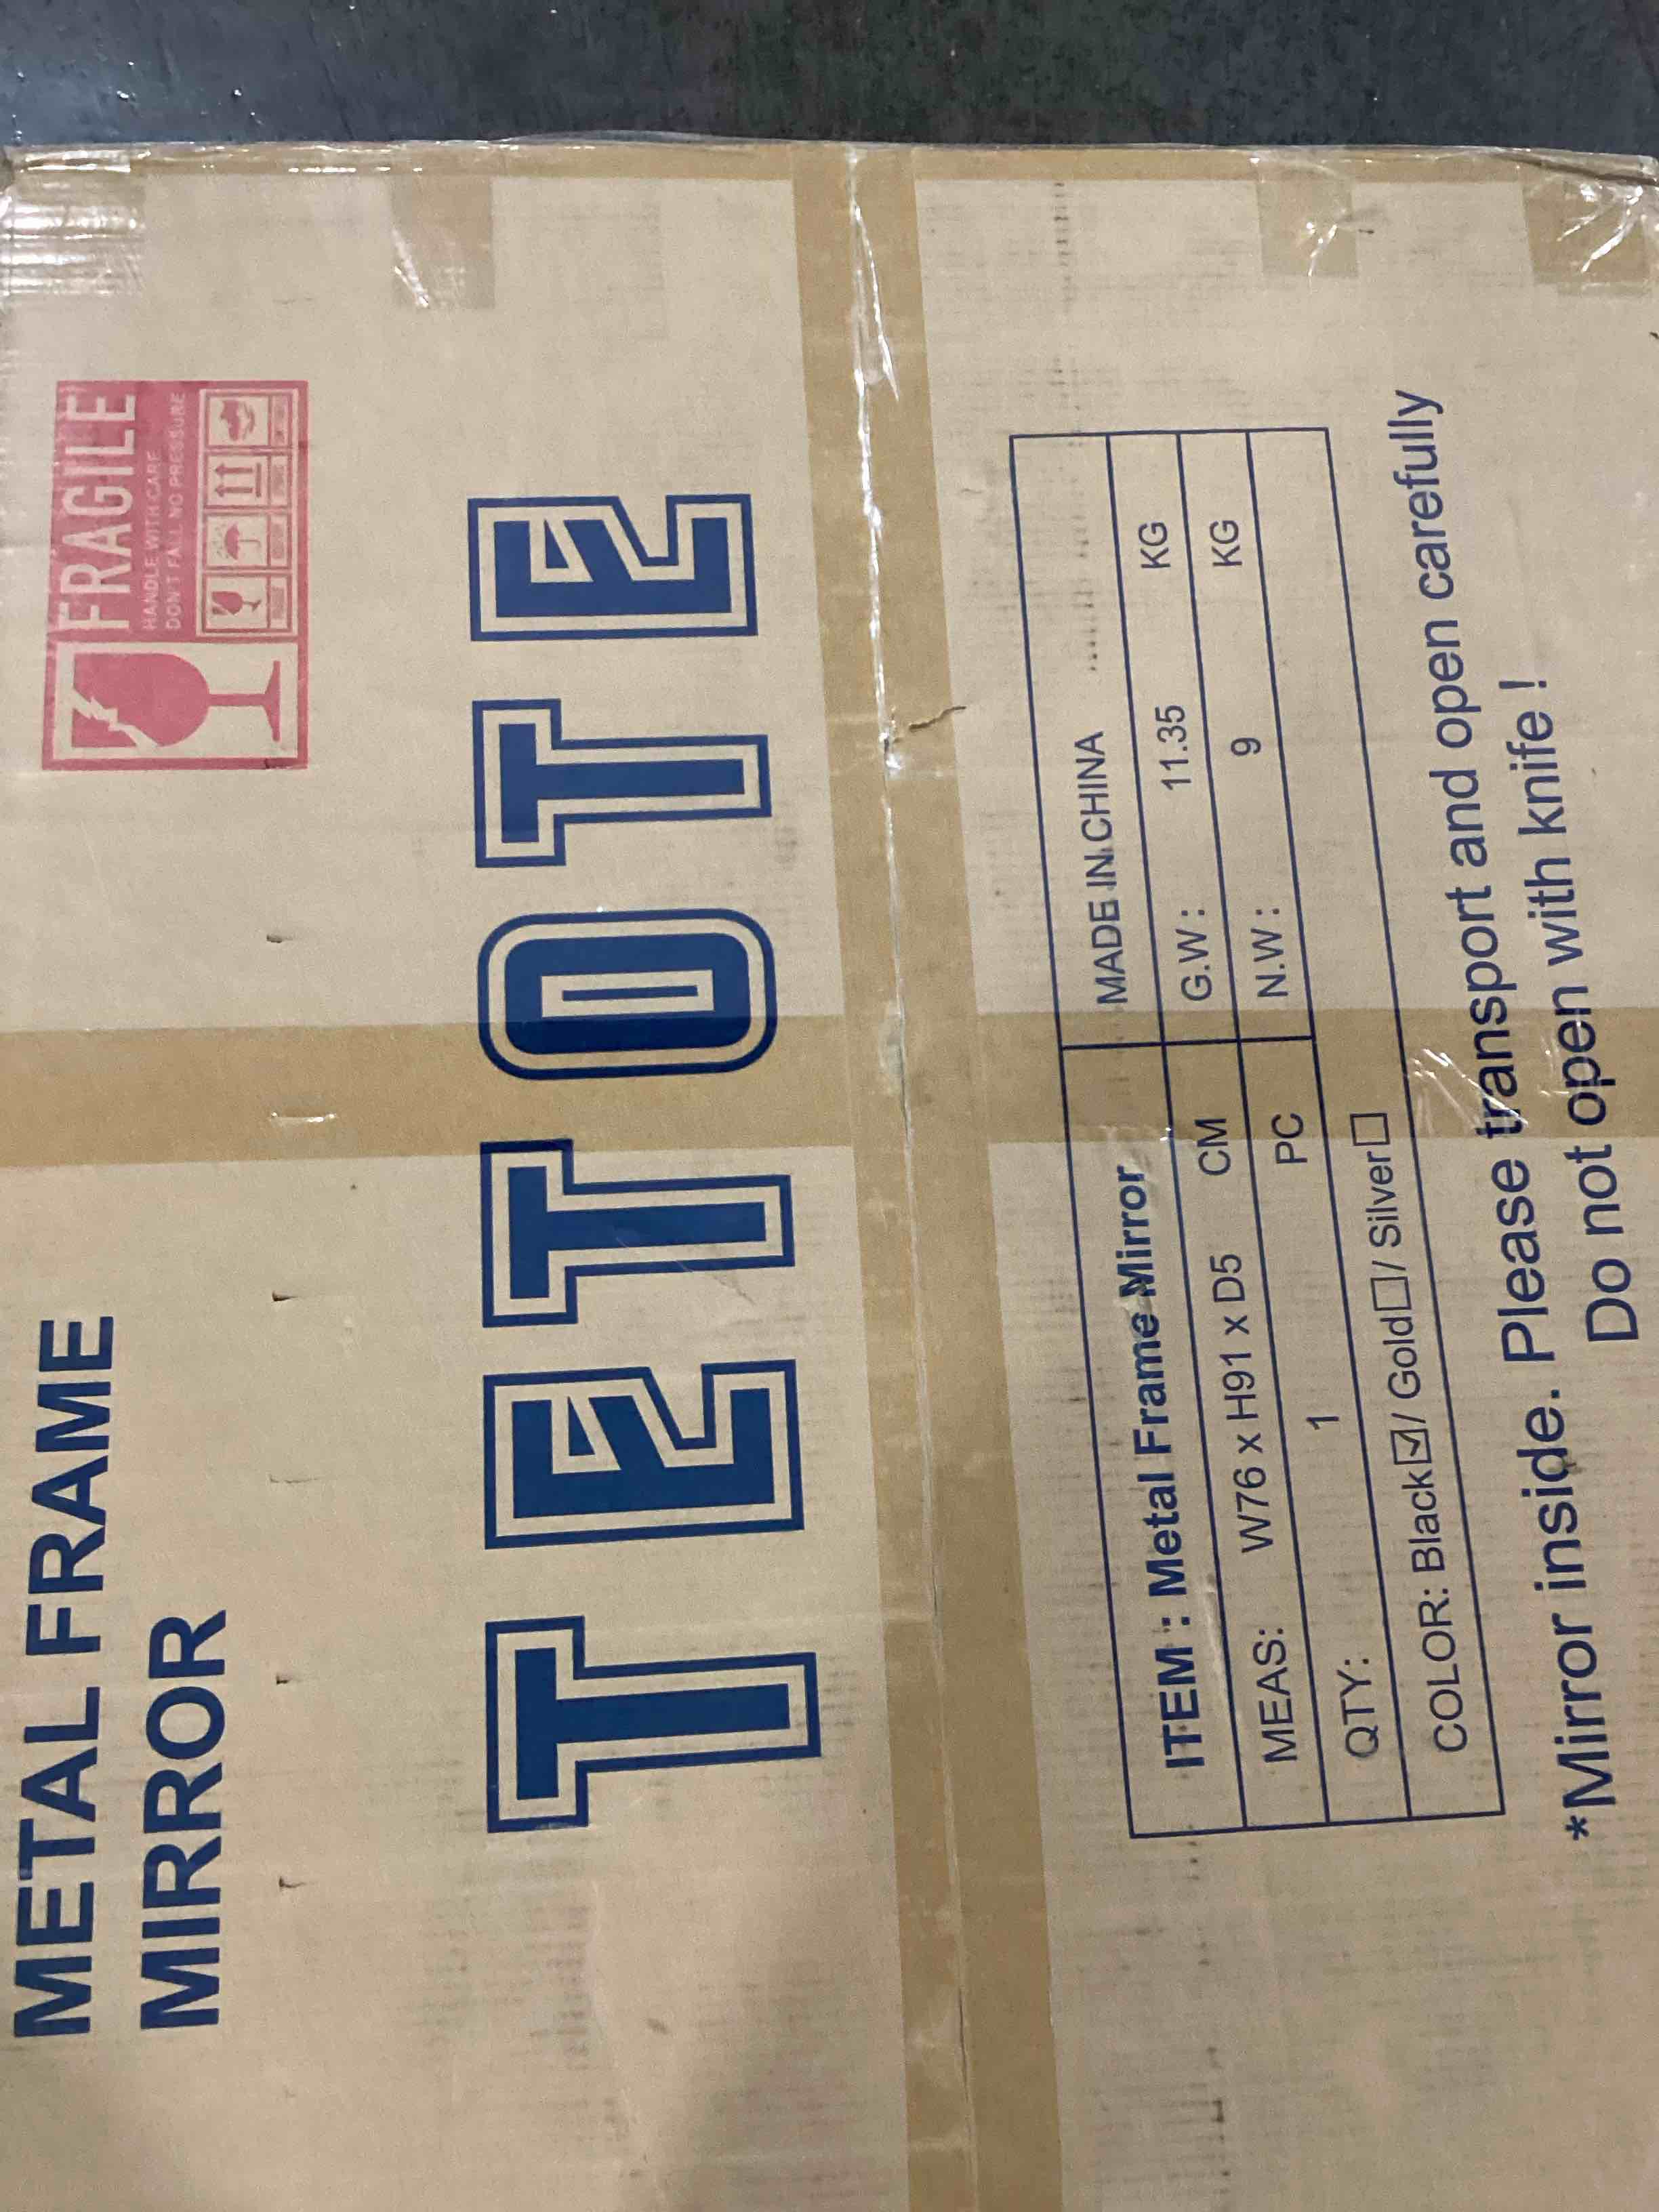 METAL FRAME
MIRROR
FRAGILE
HANDLE WITH CARE
DON'T FALL NO PRESSURE
TETOTE
ITEM : Metal Frame Mirror MADE IN CHINA
MEAS: W76 x H91 x D5 CM G.W : 11.35 KG
QTY: 1 PC N.W : 9 KG
COLOR: Black☑/ Gold☐/ Silver☐
*Mirror inside. Please transport and open carefully
Do not open with knife !